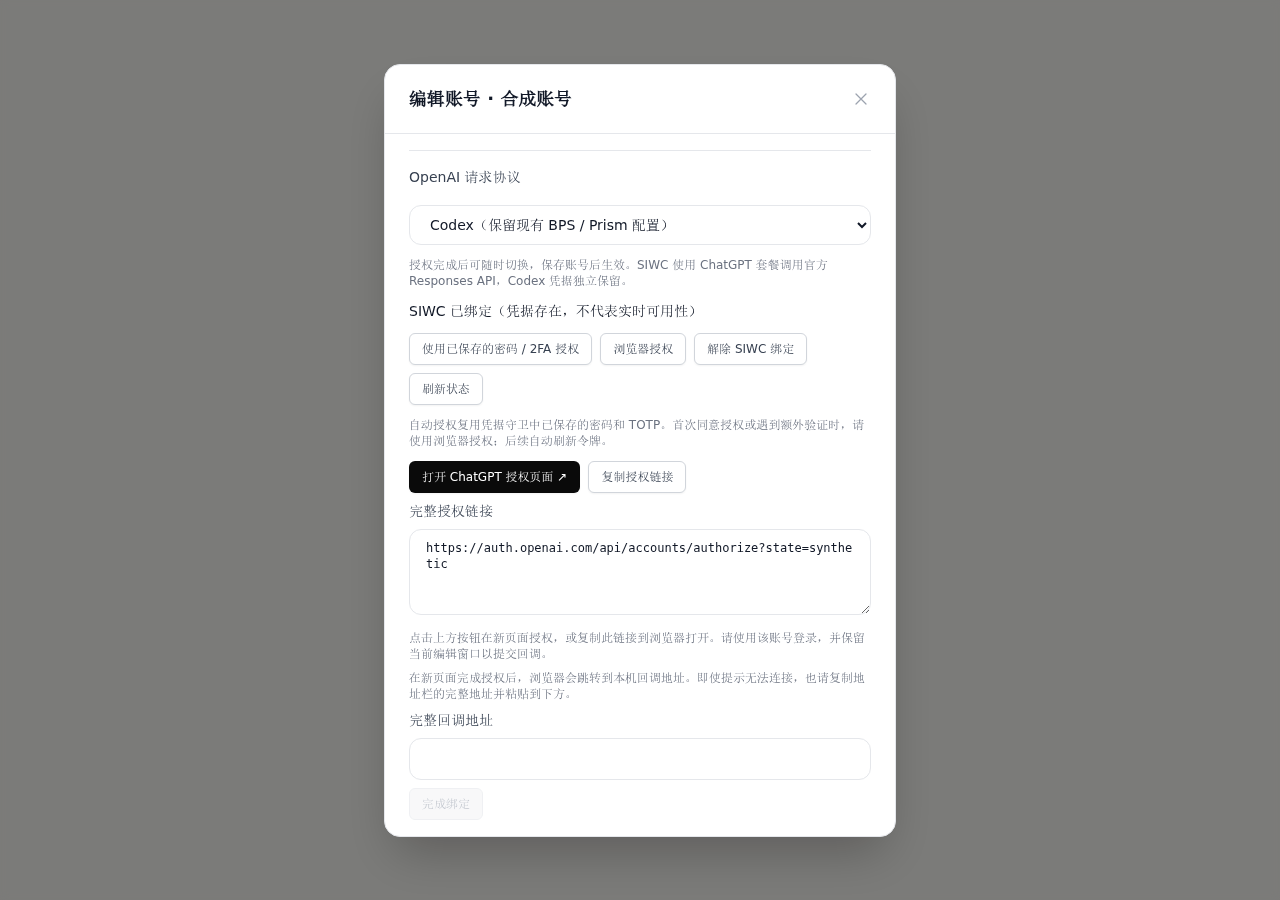 编辑账号 · 合成账号
OpenAI 请求协议
Codex（保留现有 BPS / Prism 配置）
授权完成后可随时切换，保存账号后生效。SIWC 使用 ChatGPT 套餐调用官方
Responses API，Codex 凭据独立保留。
SIWC 已绑定（凭据存在，不代表实时可用性）
使用已保存的密码 / 2FA 授权 浏览器授权 解除 SIWC 绑定
刷新状态
自动授权复用凭据守卫中已保存的密码和 TOTP。首次同意授权或遇到额外验证时，请
使用浏览器授权；后续自动刷新令牌。
打开 ChatGPT 授权页面 ↗ 复制授权链接
完整授权链接
https://auth.openai.com/api/accounts/authorize?state=synthe
tic
点击上方按钮在新页面授权，或复制此链接到浏览器打开。请使用该账号登录，并保留
当前编辑窗口以提交回调。
在新页面完成授权后，浏览器会跳转到本机回调地址。即使提示无法连接，也请复制地
址栏的完整地址并粘贴到下方。
完整回调地址
完成绑定